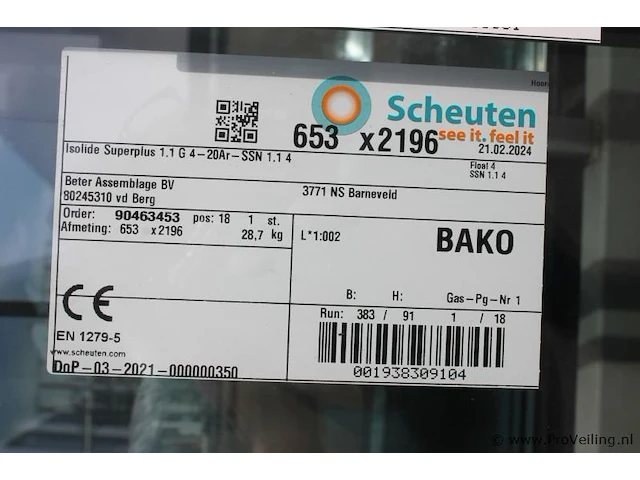 Scheuten
see it. feel it
653 x2196
21.02.2024
Isolide Superplus 1.1 G 4-20Ar-SSN 1.1 4
Float 4
SSN 1.1 4
Beter Assemblage BV
80245310 vd Berg
3771 NS Barneveld
Order: 90463453 pos: 18 1 st.
Afmeting: 653 x2196 28,7 kg
L*1:002
BAKO
B: H: Gas-Pg-Nr 1
Run: 383 / 91 1 / 18
CE
EN 1279-5
www.scheuten.com
DoP-03-2021-000000350
001938309104
© www.ProVeiling.nl